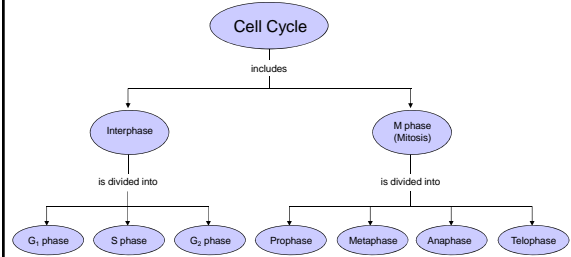 Cell Cycle
includes
Interphase
M phase
(Mitosis)
is divided into
is divided into
G₁ phase
S phase
G₂ phase
Prophase
Metaphase
Anaphase
Telophase